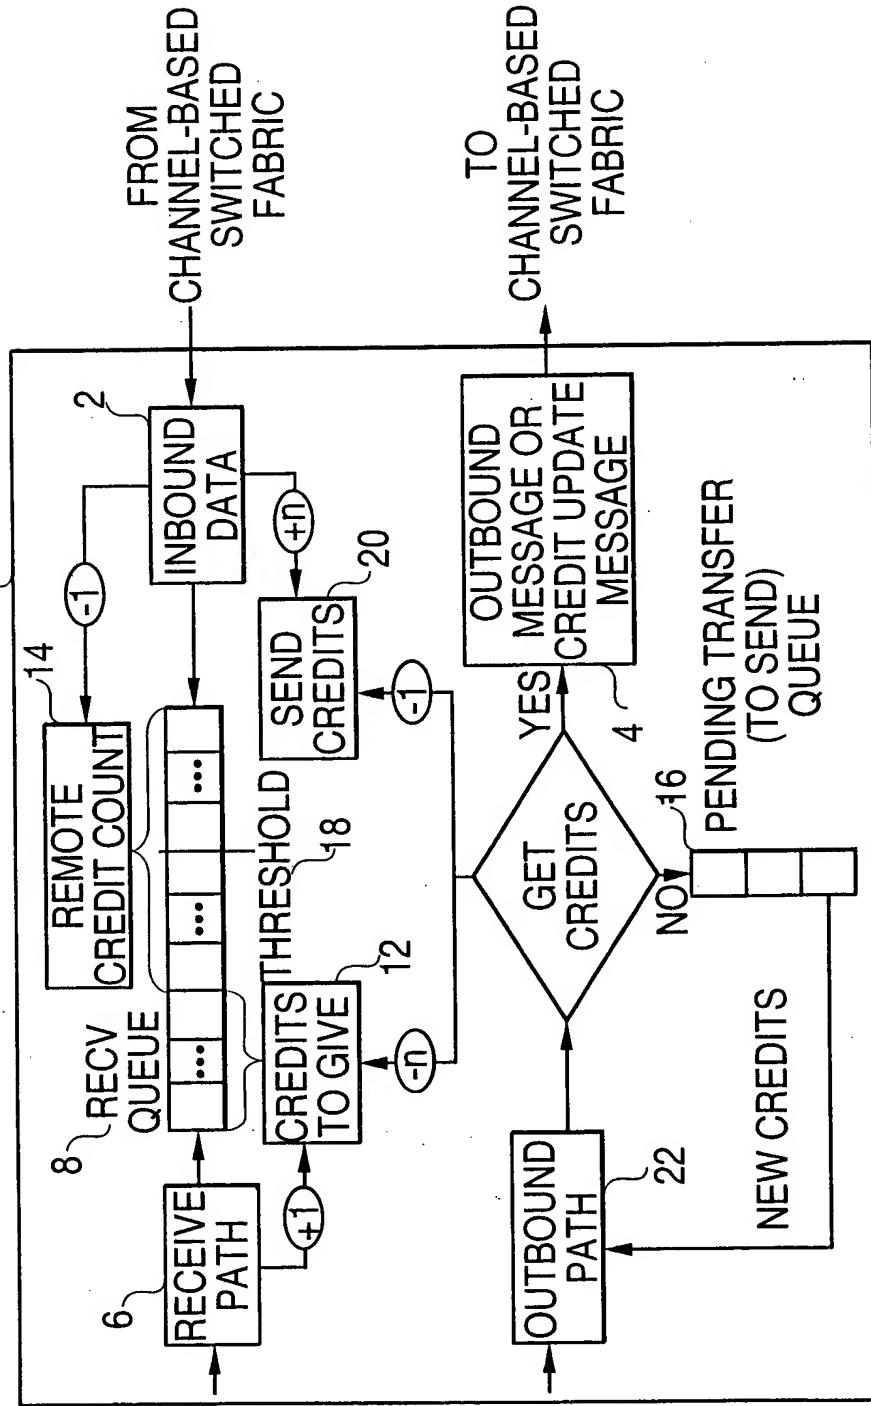 FROM
CHANNEL-BASED
SWITCHED
FABRIC
TO
CHANNEL-BASED
SWITCHED
FABRIC
2
INBOUND
DATA
-1
+n
14
REMOTE
CREDIT COUNT
20
SEND
CREDITS
8
RECV
QUEUE
...
...
...
THRESHOLD
18
12
CREDITS
TO GIVE
6
RECEIVE
PATH
+1
-n
-1
OUTBOUND
MESSAGE OR
CREDIT UPDATE
MESSAGE
4
YES
GET
CREDITS
NO
16
PENDING TRANSFER
(TO SEND)
QUEUE
OUTBOUND
PATH
22
NEW CREDITS